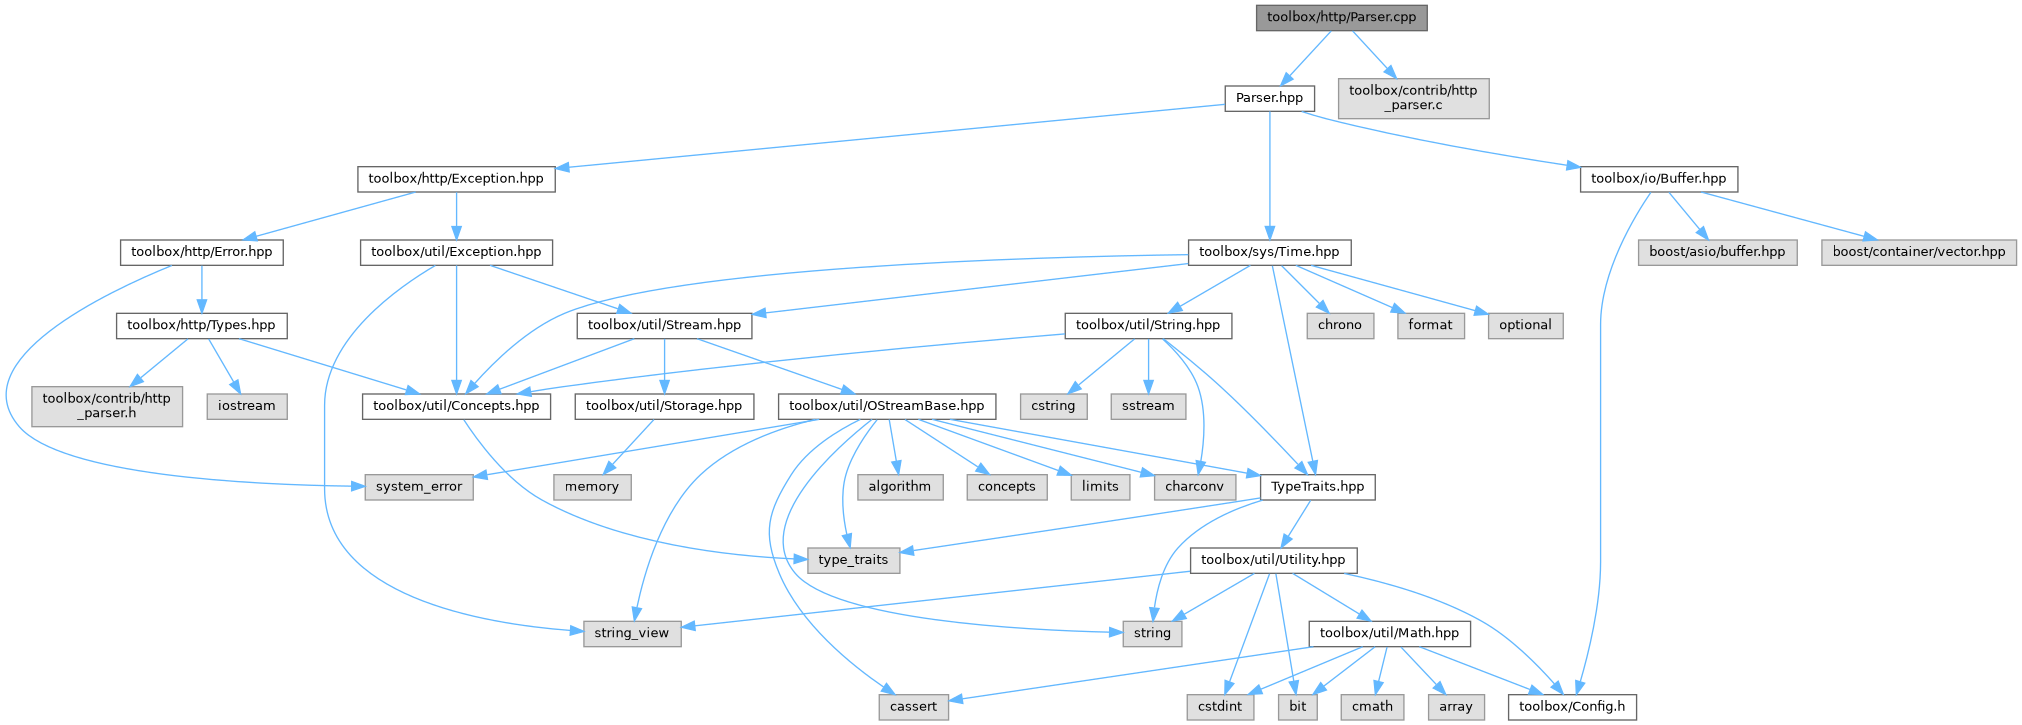 toolbox/http/Parser.cpp
Parser.hpp
toolbox/contrib/http
_parser.c
toolbox/http/Exception.hpp
toolbox/io/Buffer.hpp
toolbox/http/Error.hpp
toolbox/util/Exception.hpp
toolbox/sys/Time.hpp
boost/asio/buffer.hpp
boost/container/vector.hpp
toolbox/http/Types.hpp
toolbox/util/Stream.hpp
toolbox/util/String.hpp
chrono
format
optional
toolbox/contrib/http
_parser.h
iostream
toolbox/util/Concepts.hpp
toolbox/util/Storage.hpp
toolbox/util/OStreamBase.hpp
cstring
sstream
system_error
memory
algorithm
concepts
limits
charconv
TypeTraits.hpp
type_traits
toolbox/util/Utility.hpp
string_view
string
toolbox/util/Math.hpp
cassert
cstdint
bit
cmath
array
toolbox/Config.h